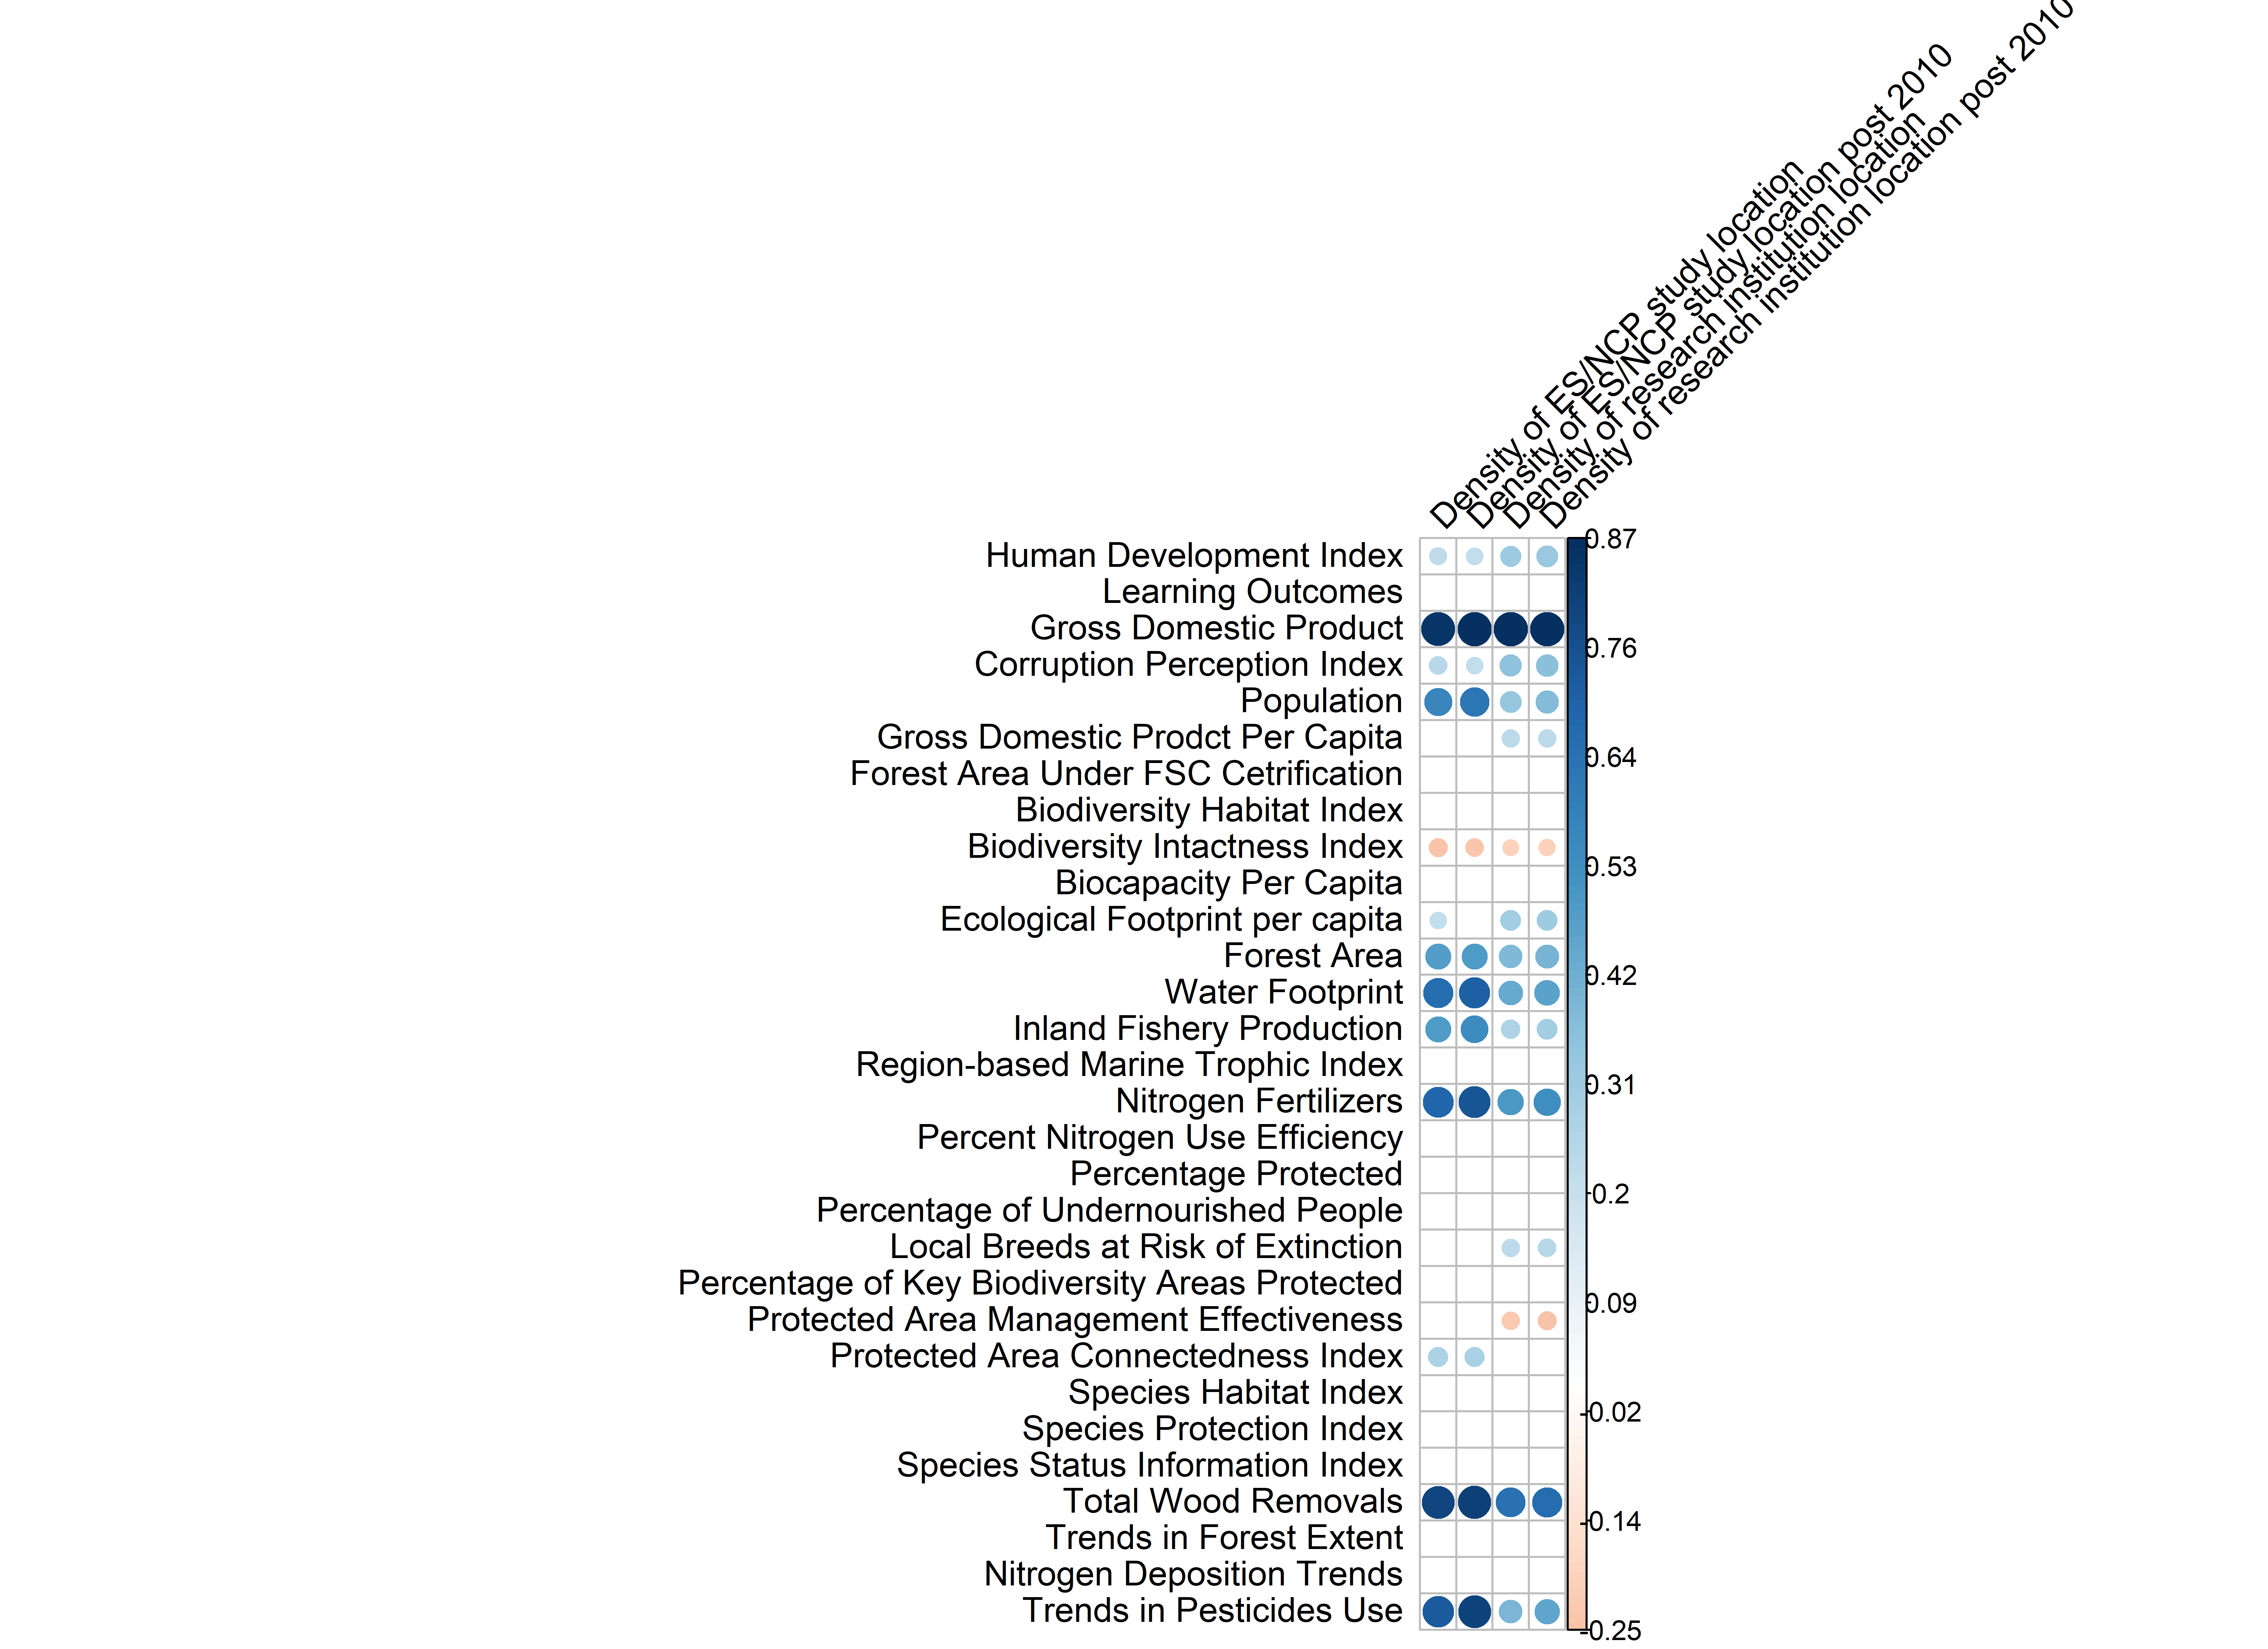 Density of ES/NCP study location
Density of ES/NCP study location post 2010
Density of research institution location
Density of research institution location post 2010
Human Development Index
Learning Outcomes
Gross Domestic Product
Corruption Perception Index
Population
Gross Domestic Prodct Per Capita
Forest Area Under FSC Cetrification
Biodiversity Habitat Index
Biodiversity Intactness Index
Biocapacity Per Capita
Ecological Footprint per capita
Forest Area
Water Footprint
Inland Fishery Production
Region-based Marine Trophic Index
Nitrogen Fertilizers
Percent Nitrogen Use Efficiency
Percentage Protected
Percentage of Undernourished People
Local Breeds at Risk of Extinction
Percentage of Key Biodiversity Areas Protected
Protected Area Management Effectiveness
Protected Area Connectedness Index
Species Habitat Index
Species Protection Index
Species Status Information Index
Total Wood Removals
Trends in Forest Extent
Nitrogen Deposition Trends
Trends in Pesticides Use
0.87
0.76
0.64
0.53
0.42
0.31
0.2
0.09
-0.02
-0.14
-0.25